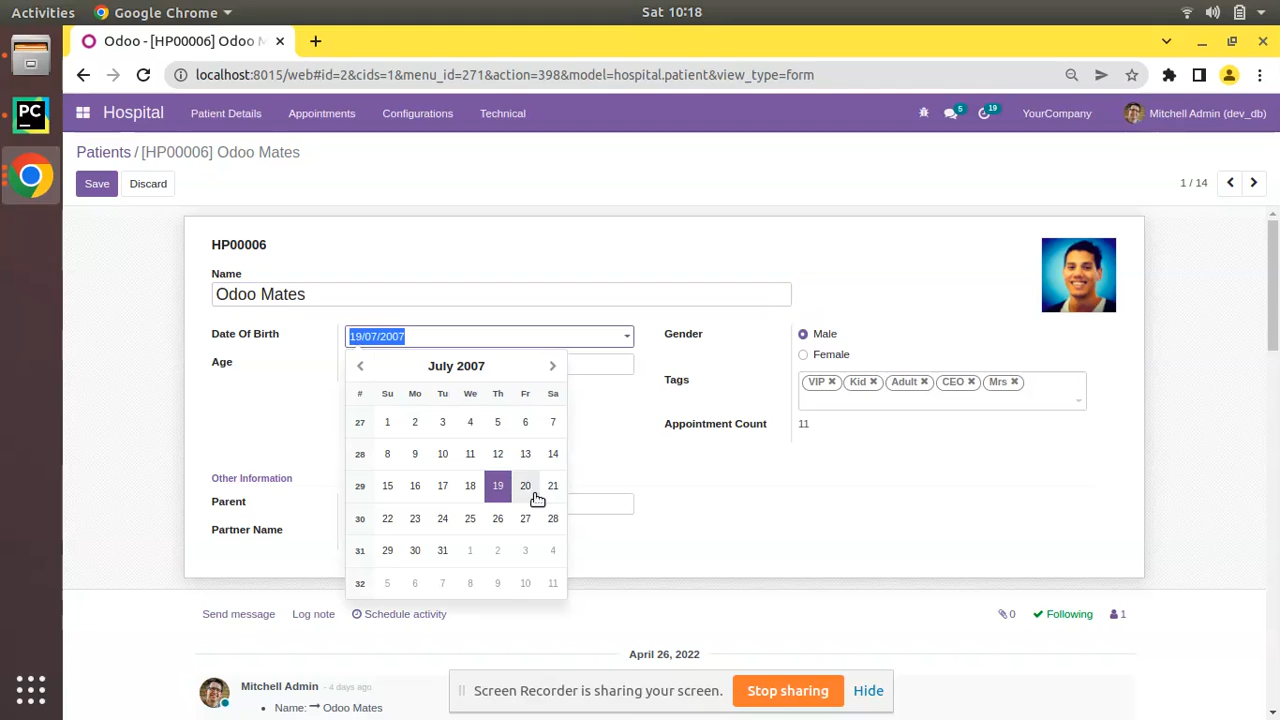 Activities Google Chrome Sat 10:18
Odoo - [HP00006] Odoo M
localhost:8015/web#id=2&cids=1&menu_id=271&action=398&model=hospital.patient&view_type=form
PC
Hospital Patient Details Appointments Configurations Technical 5 19 YourCompany Mitchell Admin (dev_db)
Patients / [HP00006] Odoo Mates
Save Discard 1 / 14
HP00006
Name
Odoo Mates
Date Of Birth 19/07/2007 Gender Male
Female
Age
July 2007
Tags VIP Kid Adult CEO Mrs
# Su Mo Tu We Th Fr Sa
27 1 2 3 4 5 6 7
Appointment Count 11
28 8 9 10 11 12 13 14
29 15 16 17 18 19 20 21
Other Information
Parent
30 22 23 24 25 26 27 28
Partner Name
31 29 30 31 1 2 3 4
32 5 6 7 8 9 10 11
Send message Log note Schedule activity 0 Following 1
April 26, 2022
Mitchell Admin - 4 days ago
Name: → Odoo Mates
Screen Recorder is sharing your screen. Stop sharing Hide